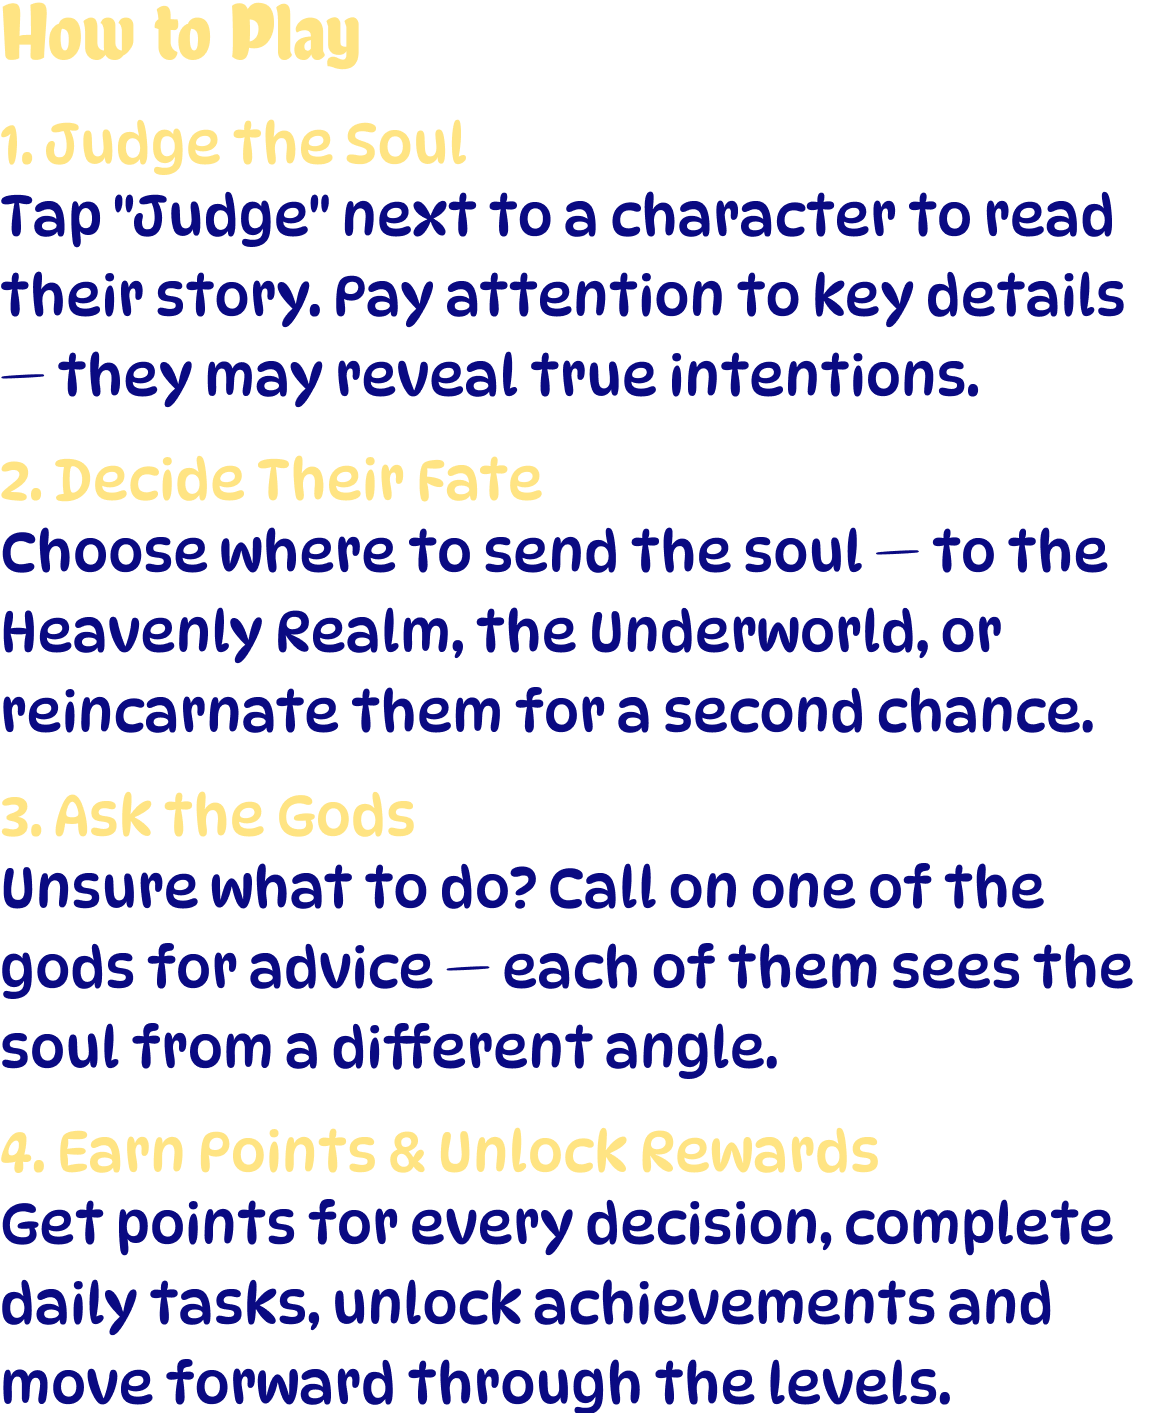 How to Play
1. Judge the Soul
Tap "Judge" next to a character to read
their story. Pay attention to key details
— they may reveal true intentions.
2. Decide Their Fate
Choose where to send the soul — to the
Heavenly Realm, the Underworld, or
reincarnate them for a second chance.
3. Ask the Gods
Unsure what to do? Call on one of the
gods for advice — each of them sees the
soul from a different angle.
4. Earn Points & Unlock Rewards
Get points for every decision, complete
daily tasks, unlock achievements and
move forward through the levels.